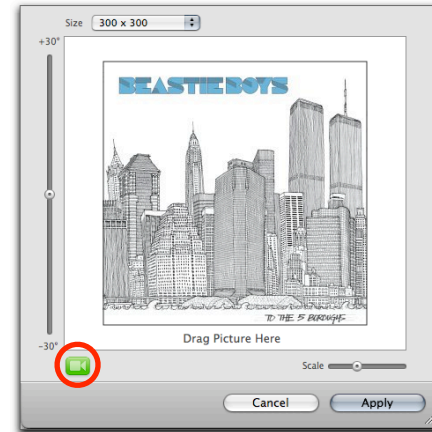 Size 300 x 300
+30°
BEASTIE BOYS
TO THE 5 BOROUGHS
Drag Picture Here
-30°
Scale
Cancel Apply